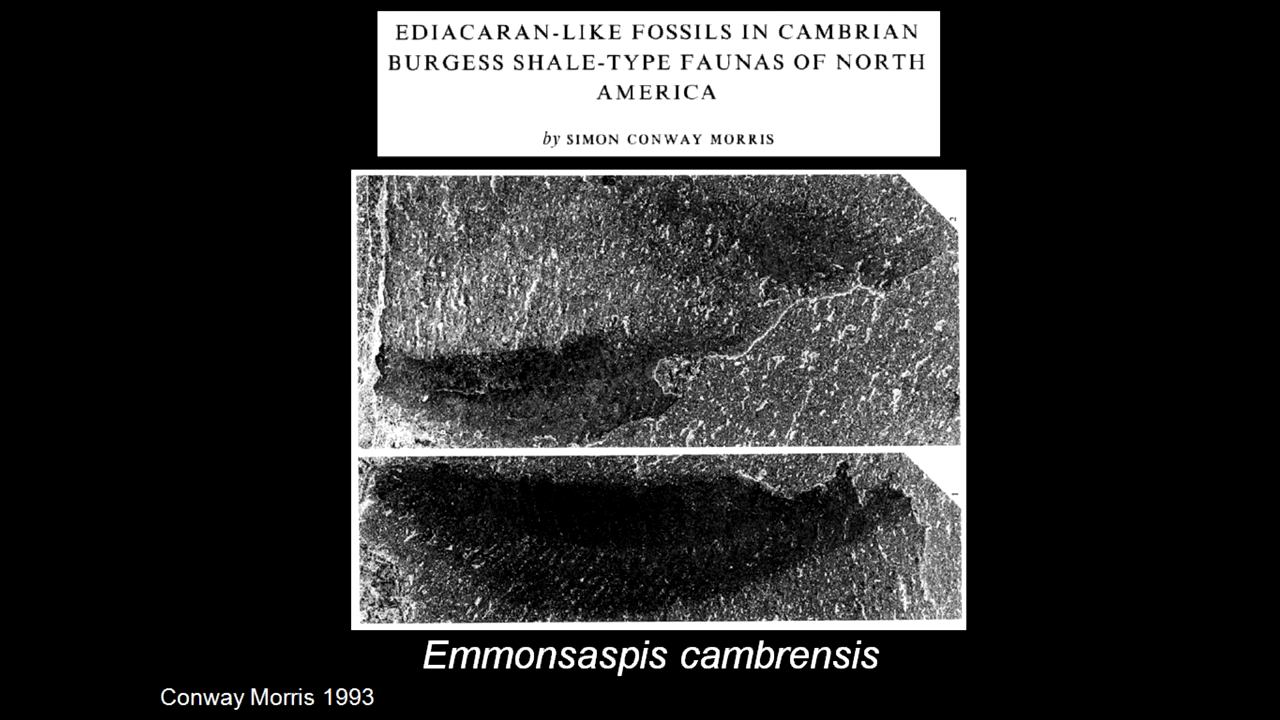 EDIACARAN-LIKE FOSSILS IN CAMBRIAN
BURGESS SHALE-TYPE FAUNAS OF NORTH
AMERICA
by SIMON CONWAY MORRIS
Emmonsaspis cambrensis
Conway Morris 1993